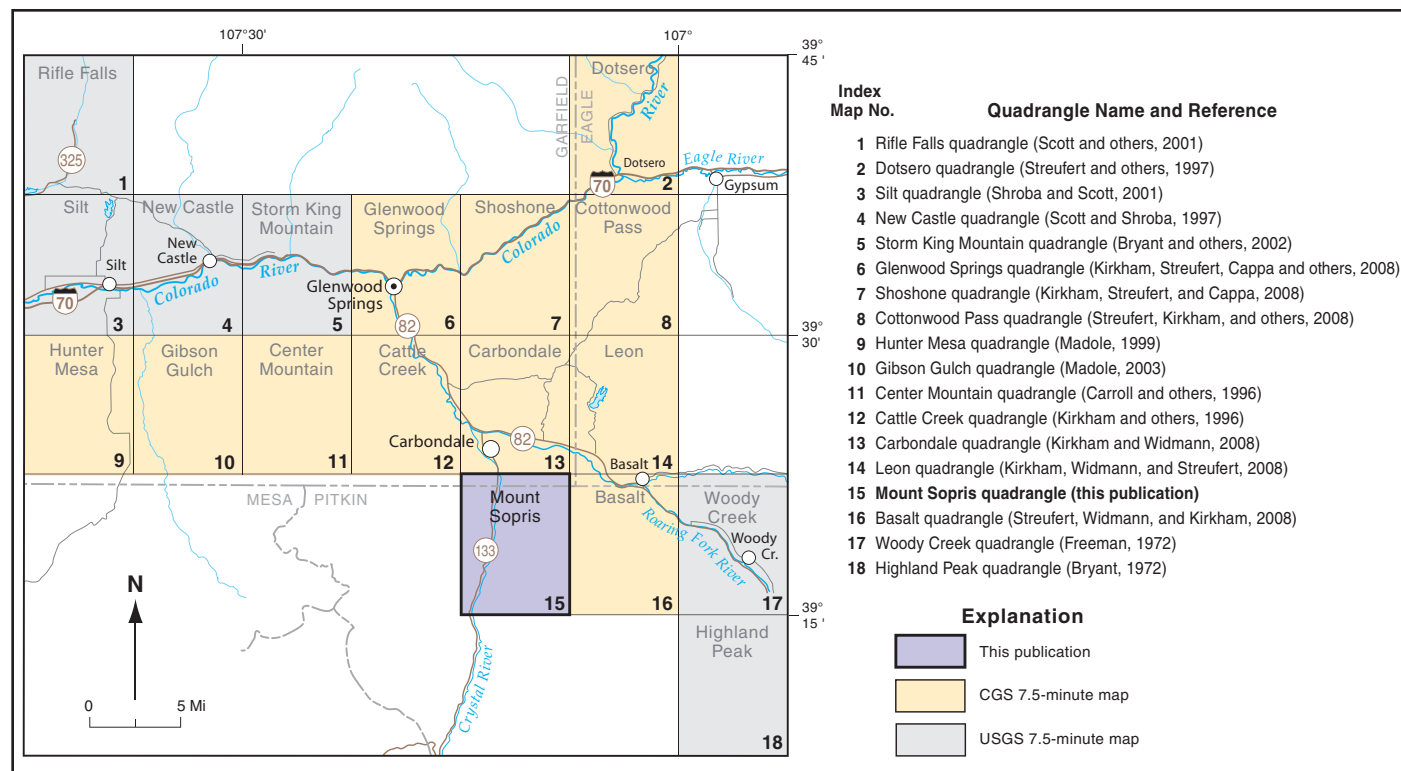 107°30'
107°
39°
45 '
Rifle Falls
325
1
GARFIELD
EAGLE
Dotsero
River
Dotsero
Eagle River
70
2
Gypsum
Silt
New Castle
Storm King
Mountain
Glenwood
Springs
Shoshone
Cottonwood
Pass
New
Castle
Silt
70
Colorado
River
Glenwood
Springs
Colorado
82
3
4
5
6
7
8
39°
30'
Hunter
Mesa
Gibson
Gulch
Center
Mountain
Cattle
Creek
Carbondale
Leon
Carbondale
82
Basalt
9
10
11
12
13
14
MESA
PITKIN
Mount
Sopris
Basalt
Woody
Creek
Roaring Fork River
Woody
Cr.
133
15
16
17
39°
15 '
N
0
5 Mi
Crystal River
Highland
Peak
18
Index
Map No.
Quadrangle Name and Reference
1 Rifle Falls quadrangle (Scott and others, 2001)
2 Dotsero quadrangle (Streufert and others, 1997)
3 Silt quadrangle (Shroba and Scott, 2001)
4 New Castle quadrangle (Scott and Shroba, 1997)
5 Storm King Mountain quadrangle (Bryant and others, 2002)
6 Glenwood Springs quadrangle (Kirkham, Streufert, Cappa and others, 2008)
7 Shoshone quadrangle (Kirkham, Streufert, and Cappa, 2008)
8 Cottonwood Pass quadrangle (Streufert, Kirkham, and others, 2008)
9 Hunter Mesa quadrangle (Madole, 1999)
10 Gibson Gulch quadrangle (Madole, 2003)
11 Center Mountain quadrangle (Carroll and others, 1996)
12 Cattle Creek quadrangle (Kirkham and others, 1996)
13 Carbondale quadrangle (Kirkham and Widmann, 2008)
14 Leon quadrangle (Kirkham, Widmann, and Streufert, 2008)
15 Mount Sopris quadrangle (this publication)
16 Basalt quadrangle (Streufert, Widmann, and Kirkham, 2008)
17 Woody Creek quadrangle (Freeman, 1972)
18 Highland Peak quadrangle (Bryant, 1972)
Explanation
This publication
CGS 7.5-minute map
USGS 7.5-minute map